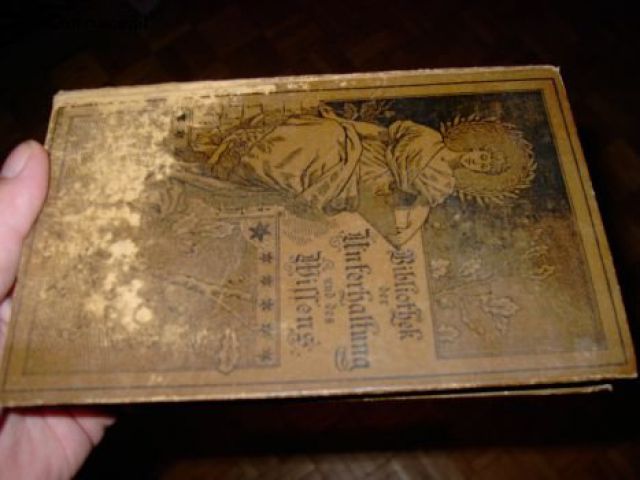 Bibliothek
der
Unterhaltung
und des
Wissens